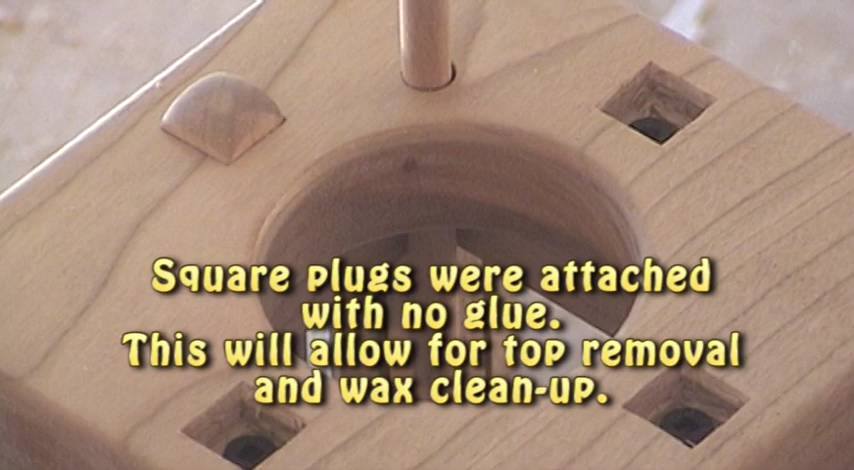 Square plugs were attached
with no glue.
This will allow for top removal
and wax clean-up.